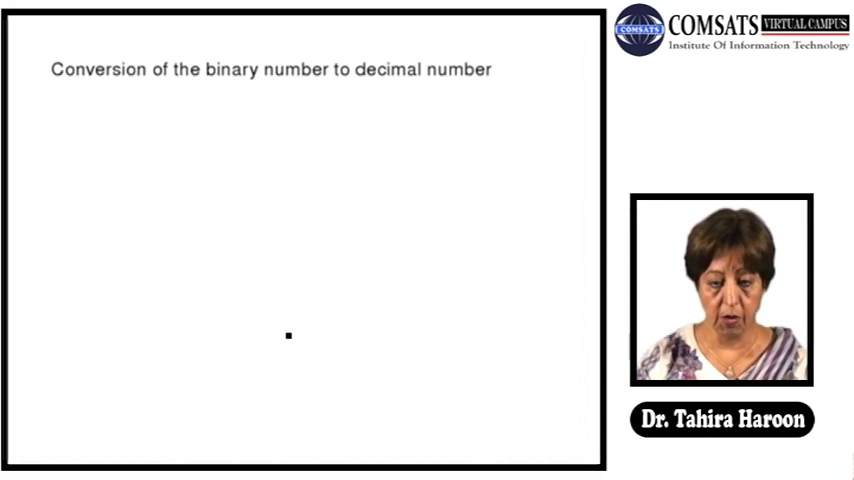 Conversion of the binary number to decimal number
COMSATS VIRTUAL CAMPUS
Institute Of Information Technology
COMSATS
Dr. Tahira Haroon